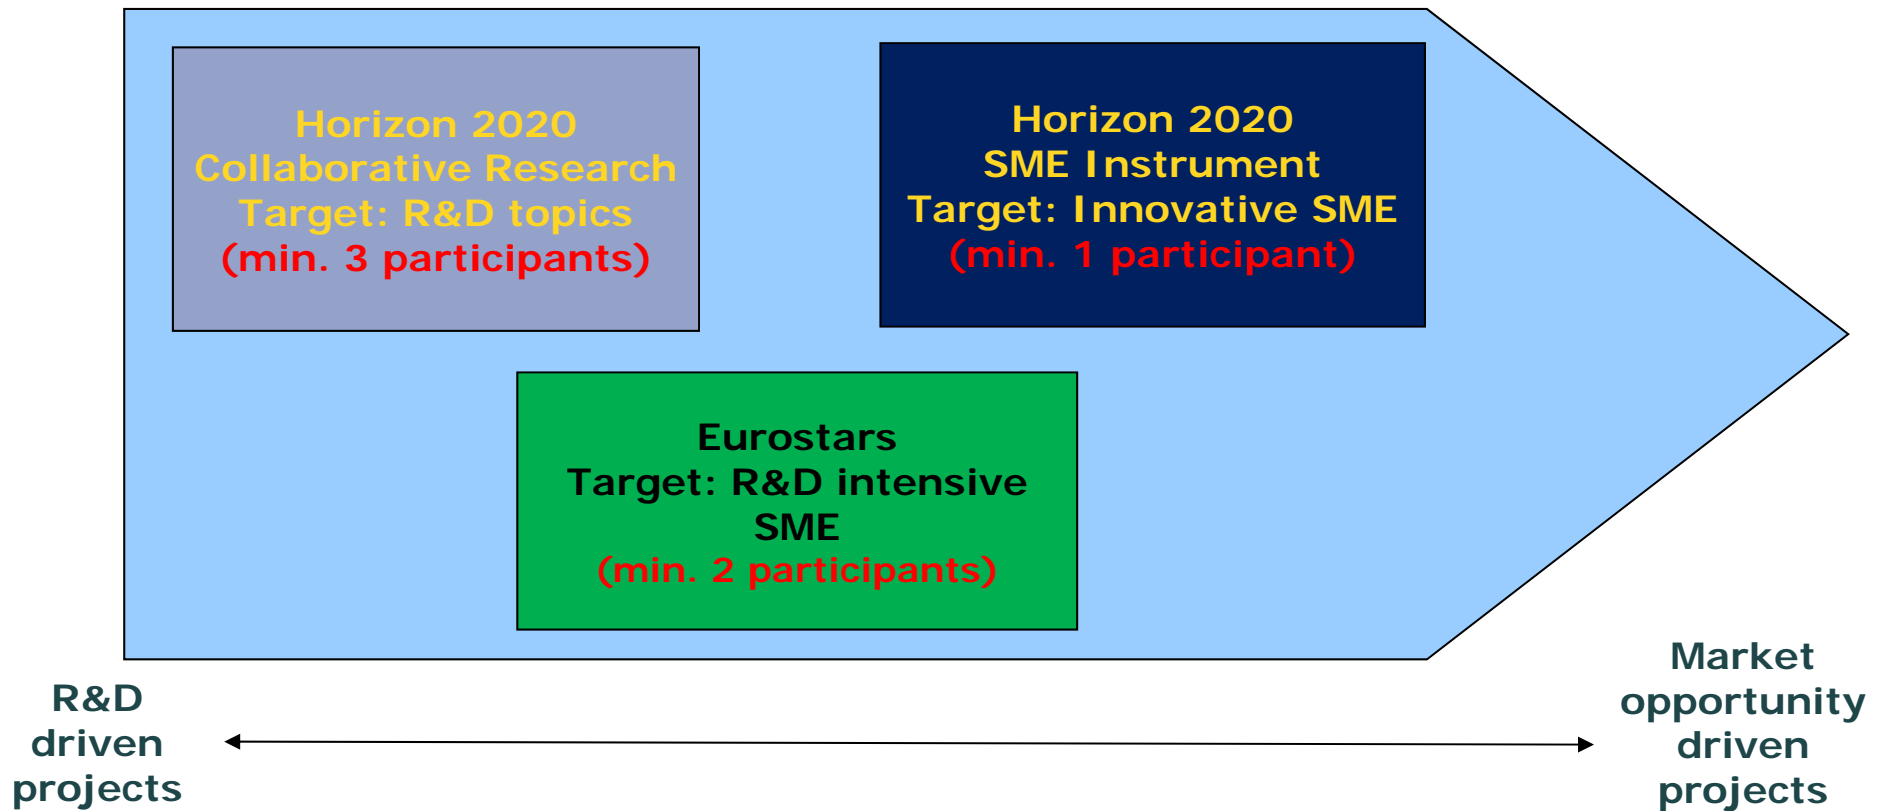 Horizon 2020
Collaborative Research
Target: R&D topics
(min. 3 participants)
Horizon 2020
SME Instrument
Target: Innovative SME
(min. 1 participant)
Eurostars
Target: R&D intensive
SME
(min. 2 participants)
R&D
driven
projects
Market
opportunity
driven
projects